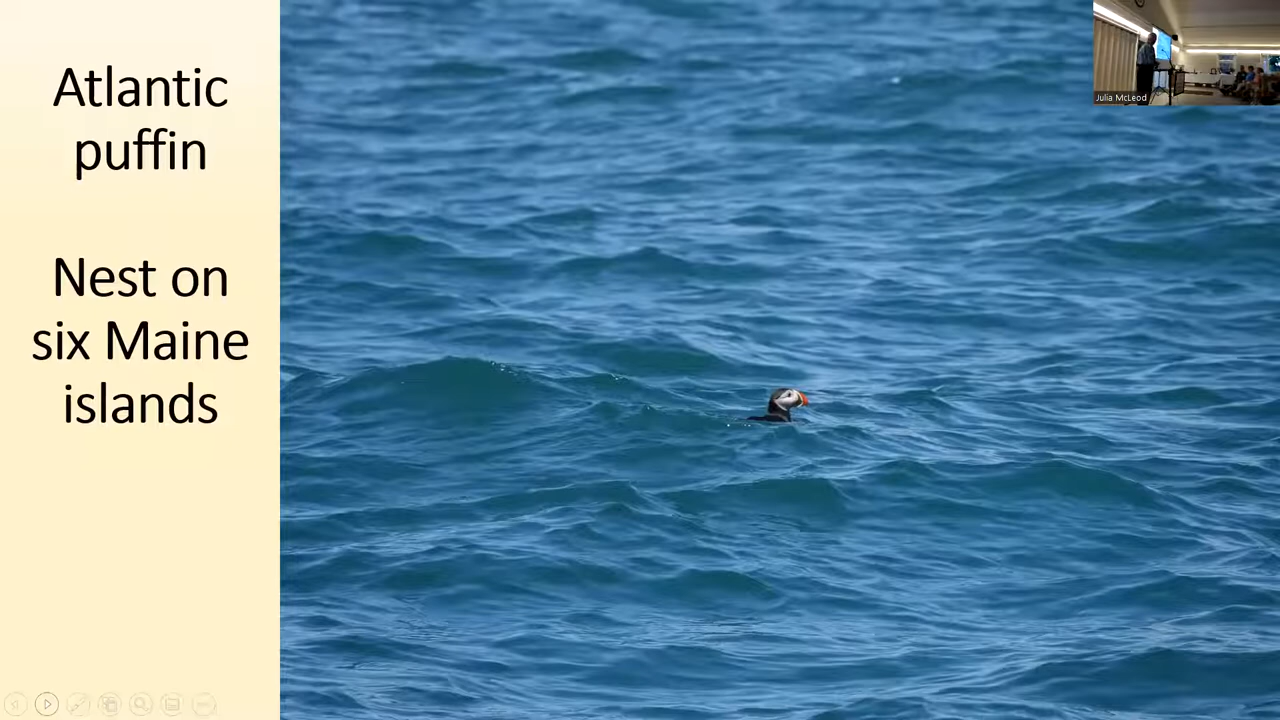 Atlantic
puffin
Nest on
six Maine
islands
Julia McLeod